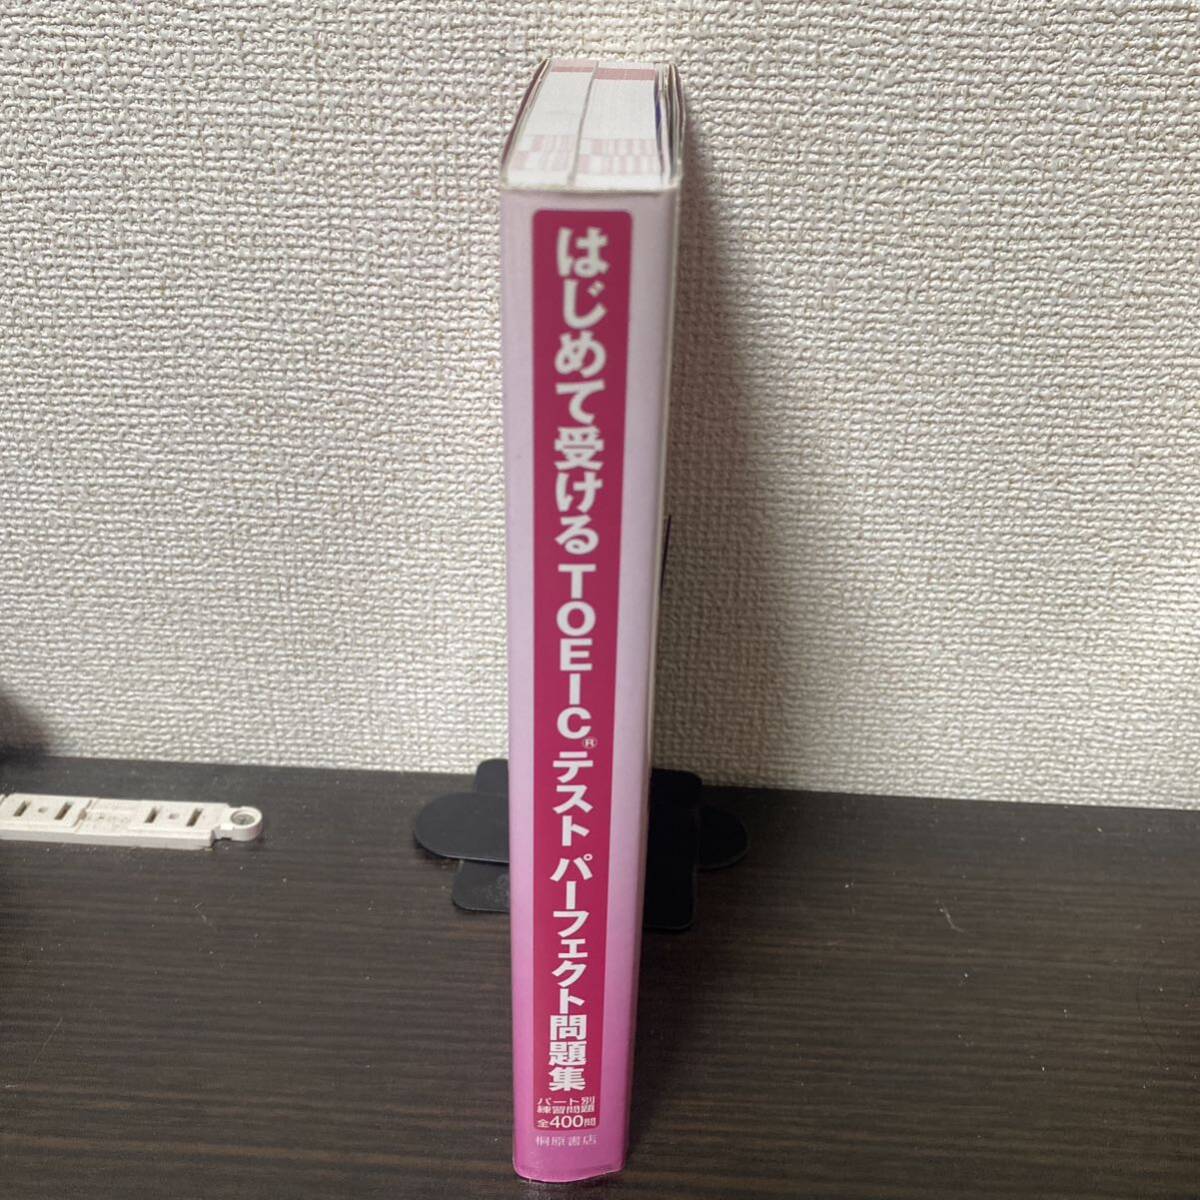 はじめて受けるTOEIC®テスト パーフェクト問題集
パート別
練習問題
全400問
桐原書店